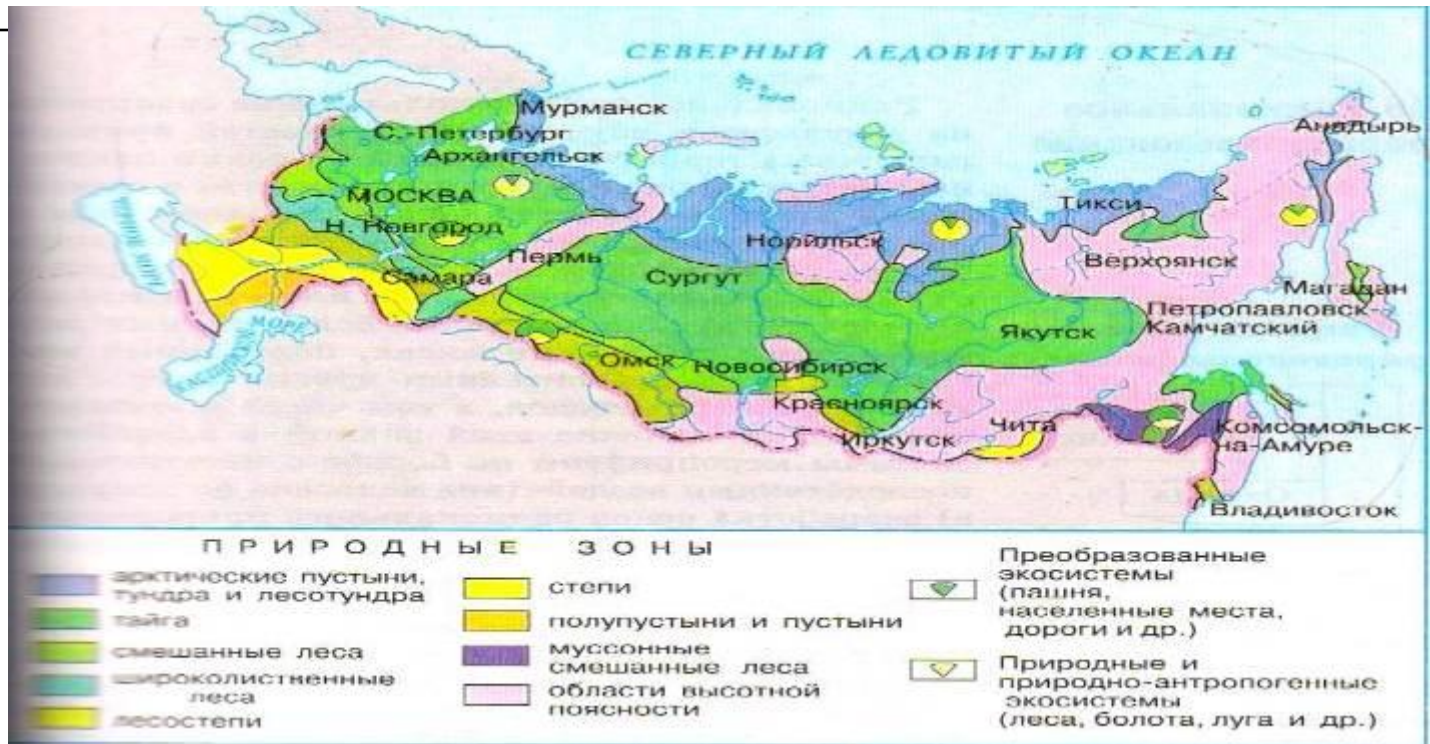 СЕВЕРНЫЙ ЛЕДОВИТЫЙ ОКЕАН
Мурманск
Анадырь
С.-Петербург
Архангельск
МОСКВА
Тикси
Н. Новгород
Норильск
Пермь
Верхоянск
Самара
Сургут
Магадан
Петропавловск-
Камчатский
Якутск
МОРЕ
Омск
Новосибирск
Красноярск
Чита
Комсомольск-
на-Амуре
Иркутск
Владивосток
ПРИРОДНЫЕ ЗОНЫ
арктические пустыни,
тундра и лесотундра
тайга
смешанные леса
широколиственные
леса
лесостепи
степи
полупустыни и пустыни
муссонные
смешанные леса
области высотной
поясности
Преобразованные
экосистемы
(пашня,
населенные места,
дороги и др.)
Природные и
природно-антропогенные
экосистемы
(леса, болота, луга и др.)